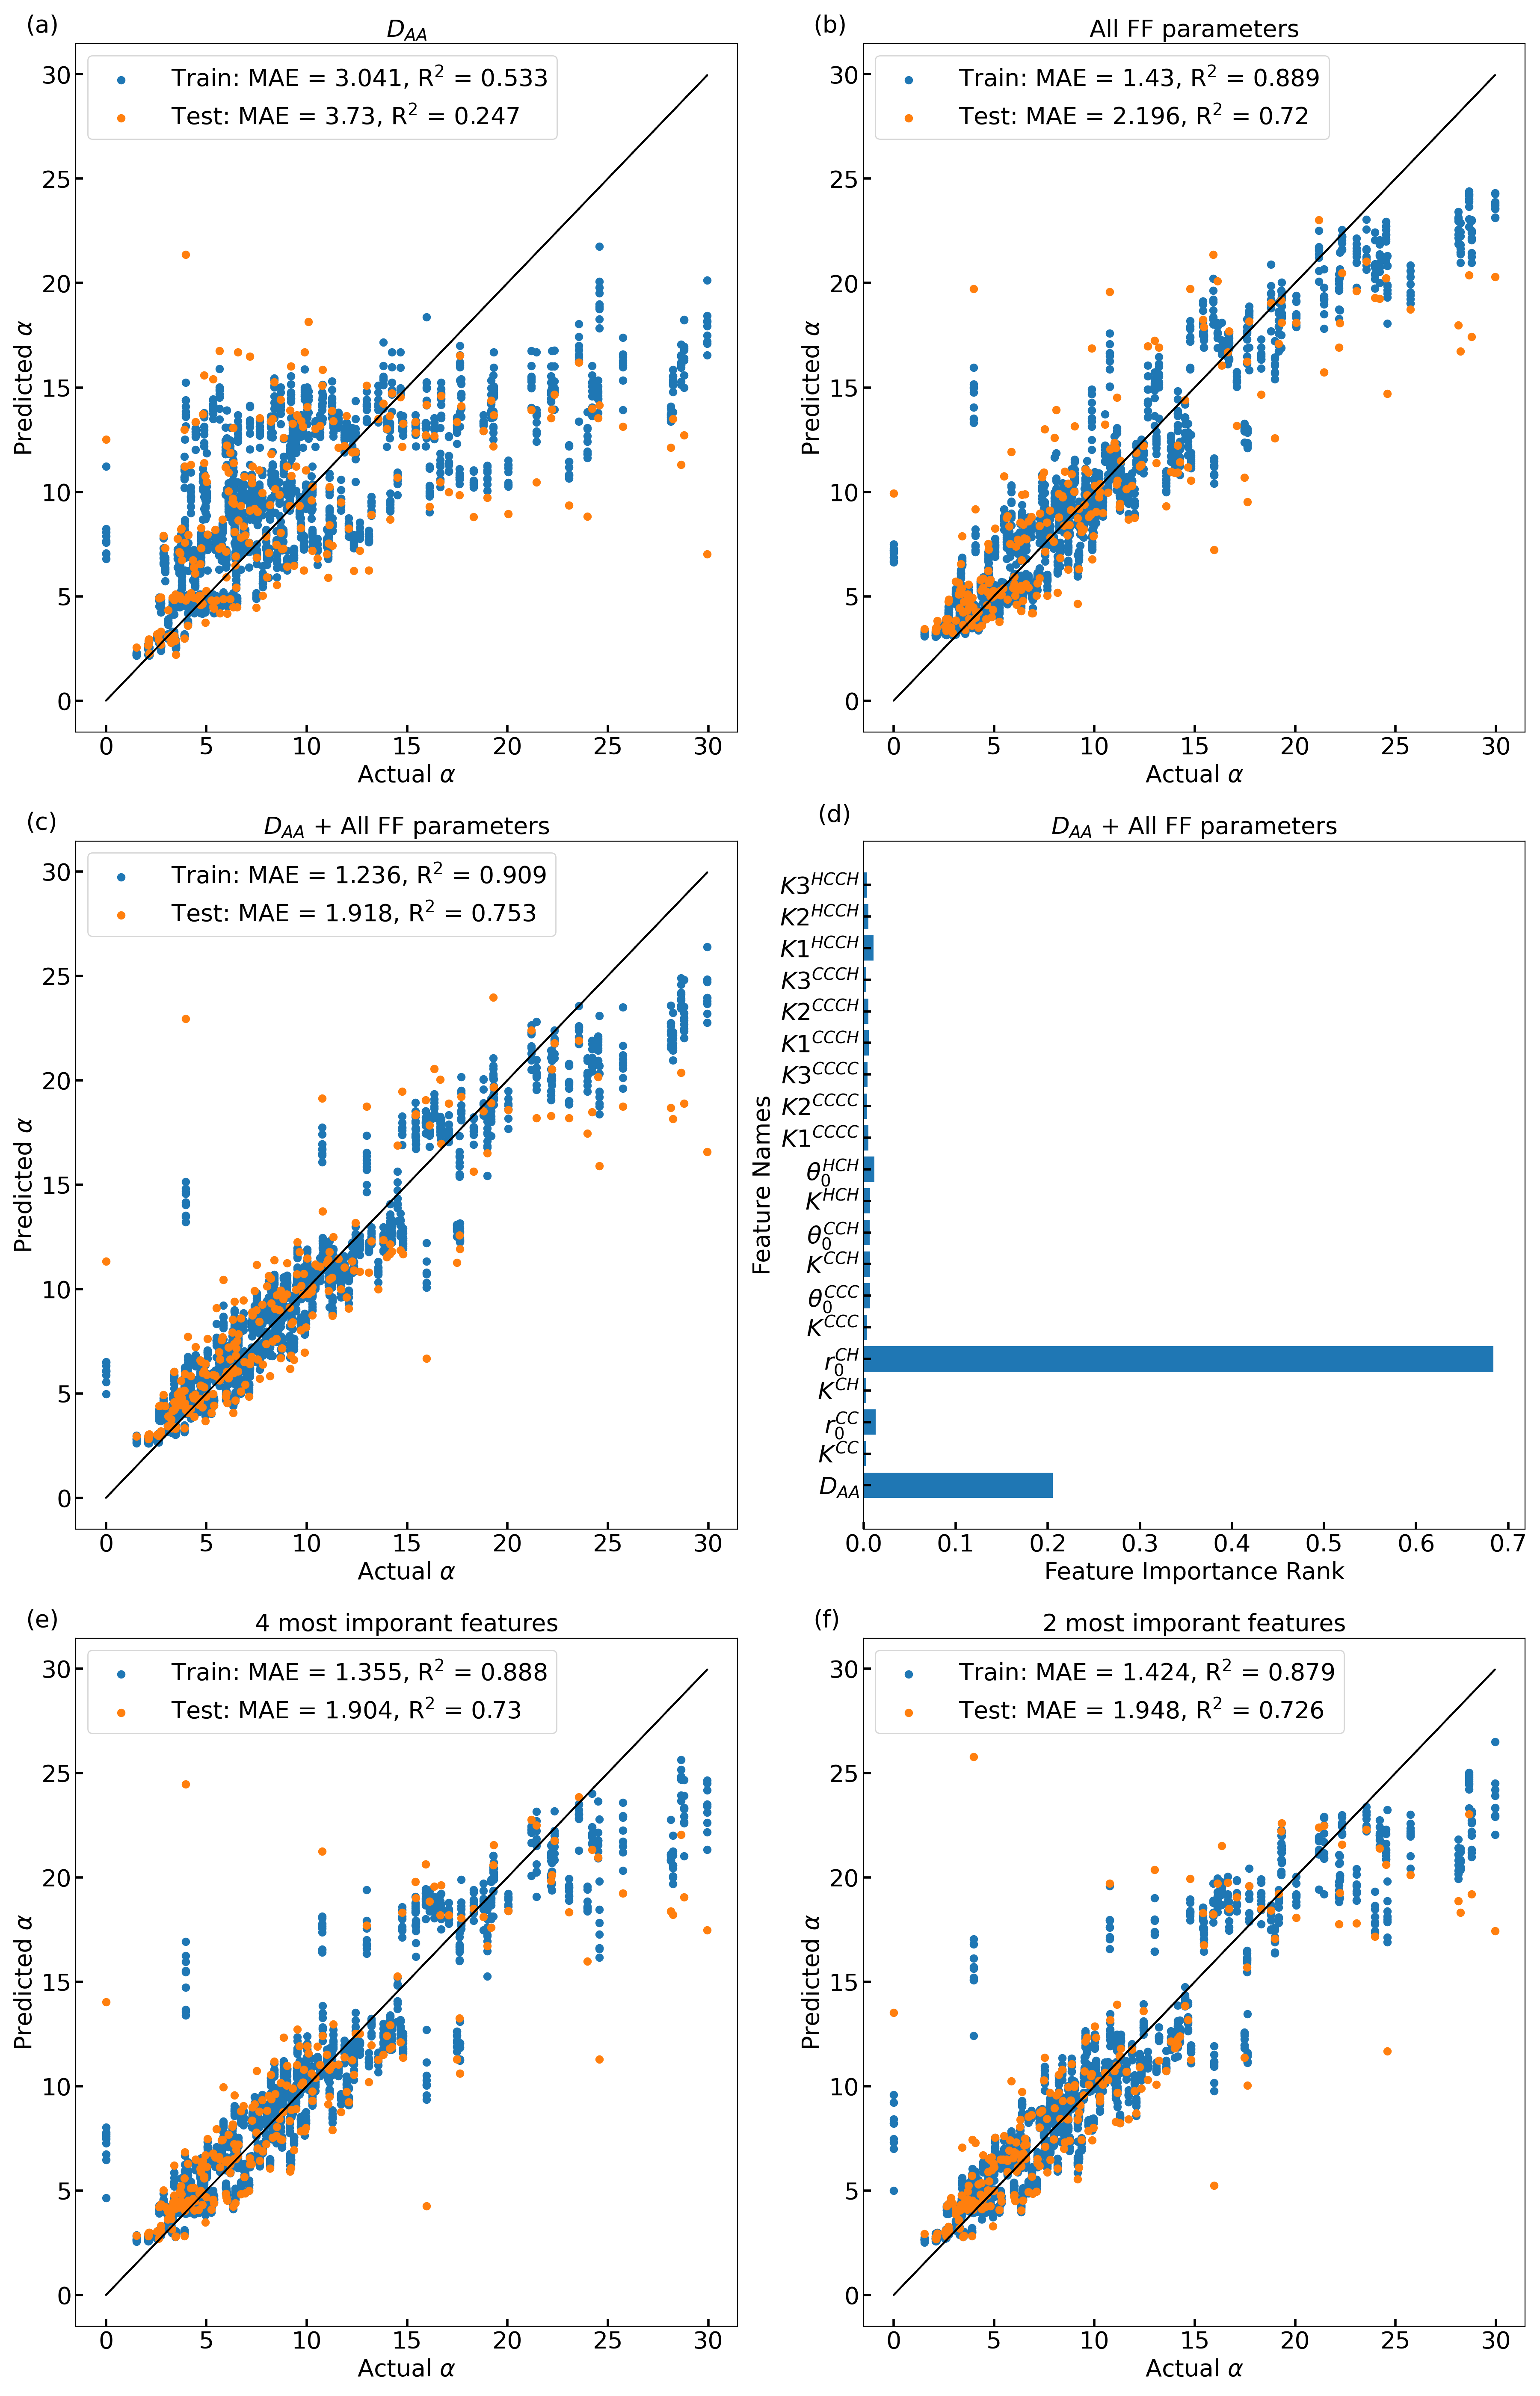 (a)
D_AA
Train: MAE = 3.041, R² = 0.533
Test: MAE = 3.73, R² = 0.247
Predicted α
30
25
20
15
10
5
0
0 5 10 15 20 25 30
Actual α
(b)
All FF parameters
Train: MAE = 1.43, R² = 0.889
Test: MAE = 2.196, R² = 0.72
Predicted α
30
25
20
15
10
5
0
0 5 10 15 20 25 30
Actual α
(c)
D_AA + All FF parameters
Train: MAE = 1.236, R² = 0.909
Test: MAE = 1.918, R² = 0.753
Predicted α
30
25
20
15
10
5
0
0 5 10 15 20 25 30
Actual α
(d)
D_AA + All FF parameters
Feature Names
K3^HCCH
K2^HCCH
K1^HCCH
K3^CCCH
K2^CCCH
K1^CCCH
K3^CCCC
K2^CCCC
K1^CCCC
θ_0^HCH
K^HCH
θ_0^CCH
K^CCH
θ_0^CCC
K^CCC
r_0^CH
K^CH
r_0^CC
K^CC
D_AA
0.0 0.1 0.2 0.3 0.4 0.5 0.6 0.7
Feature Importance Rank
(e)
4 most imporant features
Train: MAE = 1.355, R² = 0.888
Test: MAE = 1.904, R² = 0.73
Predicted α
30
25
20
15
10
5
0
0 5 10 15 20 25 30
Actual α
(f)
2 most imporant features
Train: MAE = 1.424, R² = 0.879
Test: MAE = 1.948, R² = 0.726
Predicted α
30
25
20
15
10
5
0
0 5 10 15 20 25 30
Actual α